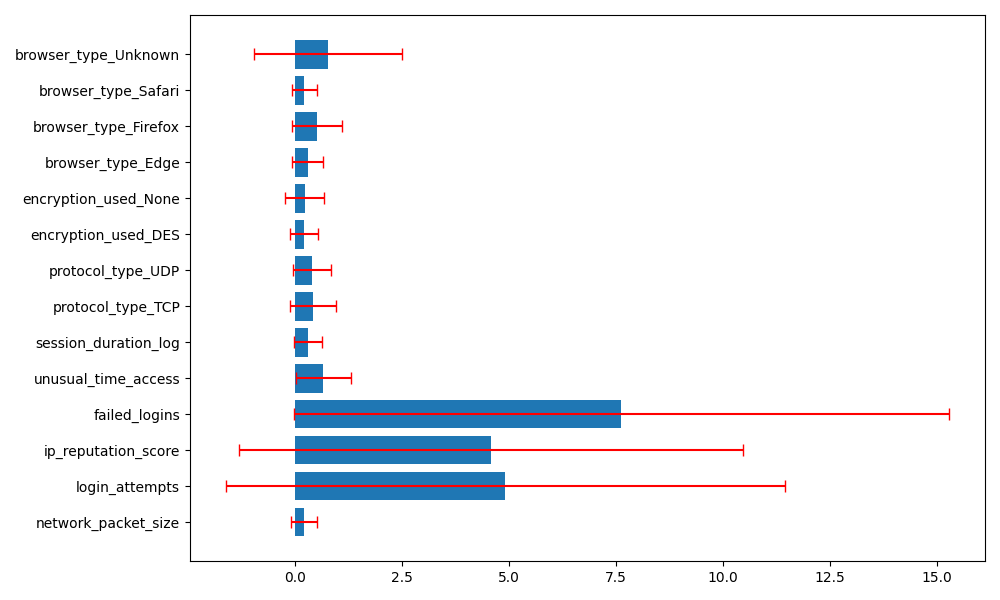 browser_type_Unknown
browser_type_Safari
browser_type_Firefox
browser_type_Edge
encryption_used_None
encryption_used_DES
protocol_type_UDP
protocol_type_TCP
session_duration_log
unusual_time_access
failed_logins
ip_reputation_score
login_attempts
network_packet_size
0.0 2.5 5.0 7.5 10.0 12.5 15.0